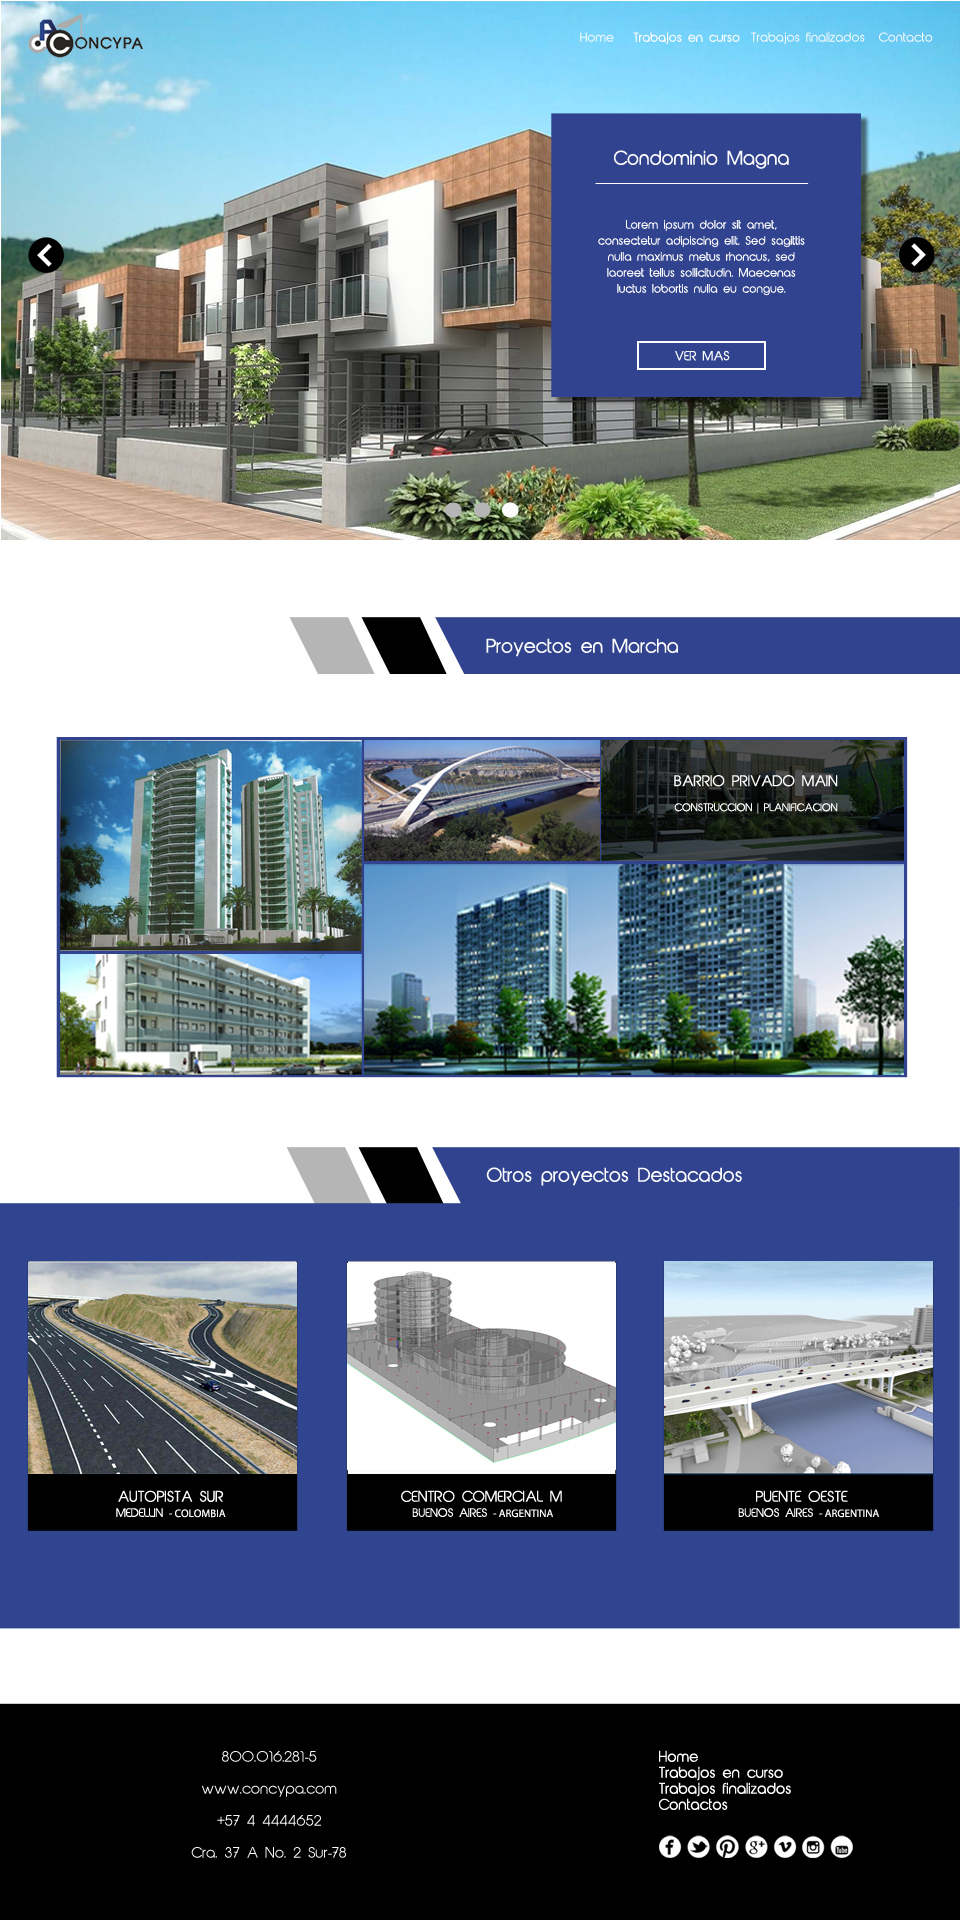 CONCYPA
Home Trabajos en curso Trabajos finalizados Contacto
Condominio Magna
Lorem ipsum dolor sit amet,
consectetur adipiscing elit. Sed sagittis
nulla maximus metus rhoncus, sed
laoreet tellus sollicitudin. Maecenas
luctus lobortis nulla eu congue.
VER MAS
Proyectos en Marcha
BARRIO PRIVADO MAIN
CONSTRUCCION | PLANIFICACION
Otros proyectos Destacados
AUTOPISTA SUR
MEDELLIN - COLOMBIA
CENTRO COMERCIAL M
BUENOS AIRES - ARGENTINA
PUENTE OESTE
BUENOS AIRES - ARGENTINA
800.016.281-5
www.concypa.com
+57 4 4444652
Cra. 37 A No. 2 Sur-78
Home
Trabajos en curso
Trabajos finalizados
Contactos